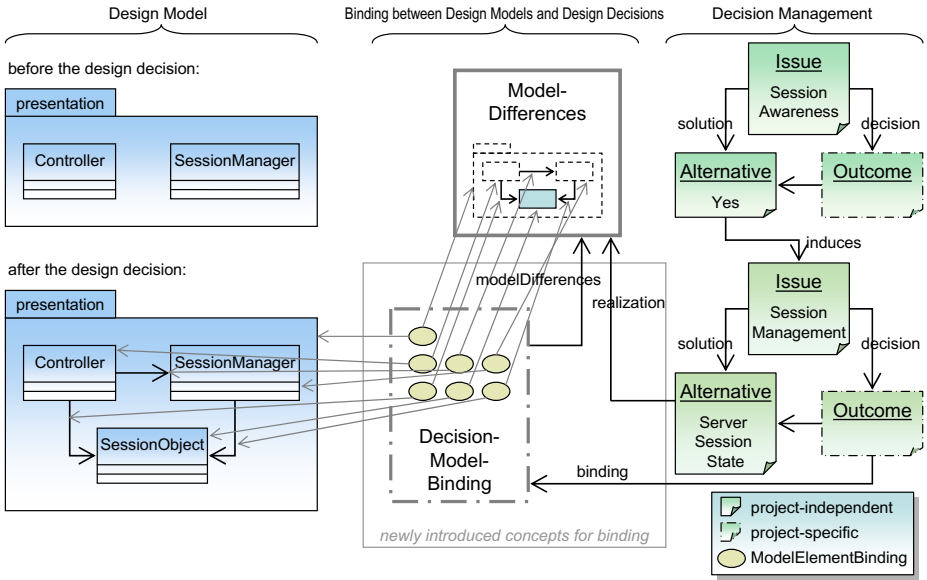 Design Model
Binding between Design Models and Design Decisions
Decision Management
before the design decision:
presentation
Controller
SessionManager
after the design decision:
presentation
Controller
SessionManager
SessionObject
Model-
Differences
modelDifferences
realization
Decision-
Model-
Binding
binding
newly introduced concepts for binding
Issue
Session
Awareness
solution
decision
Alternative
Yes
Outcome
induces
Issue
Session
Management
solution
decision
Alternative
Server
Session
State
Outcome
project-independent
project-specific
ModelElementBinding